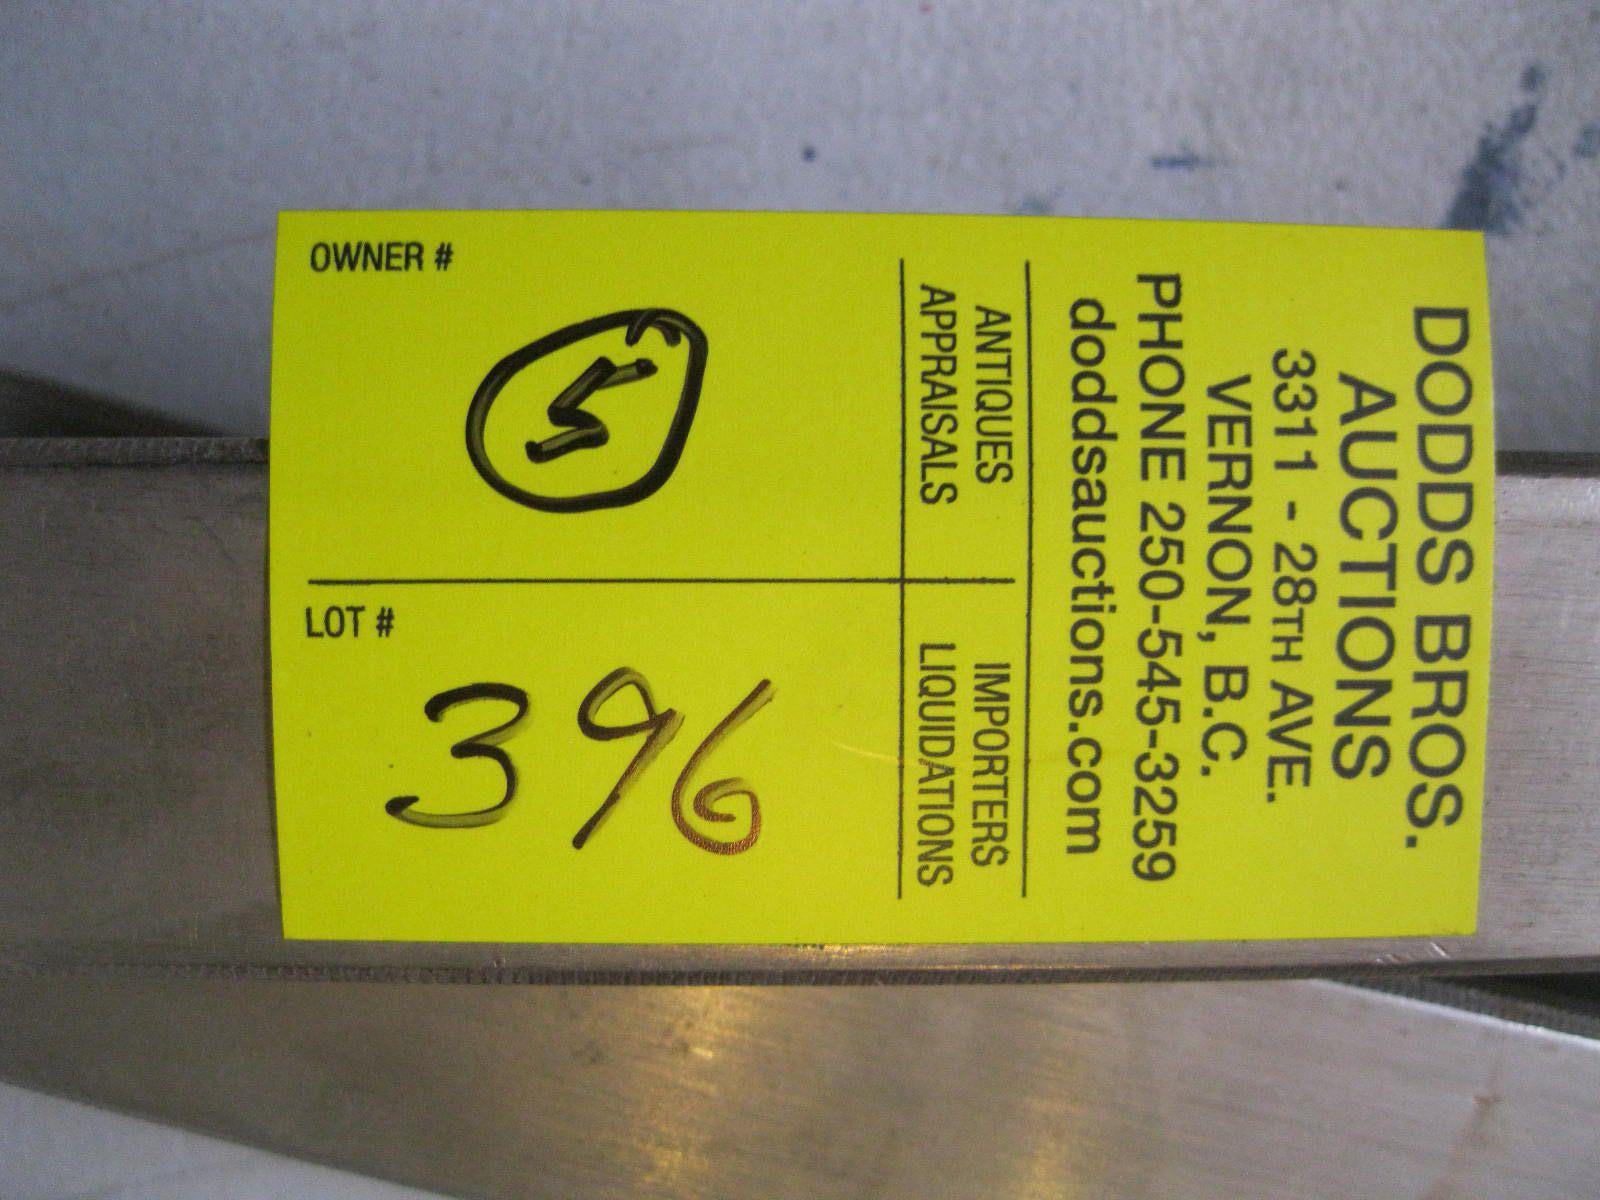 DODDS BROS.
AUCTIONS
3311 - 28TH AVE.
VERNON, B.C.
PHONE 250-545-3259
doddsauctions.com
ANTIQUES IMPORTERS
APPRAISALS LIQUIDATIONS
OWNER #
5
LOT #
396